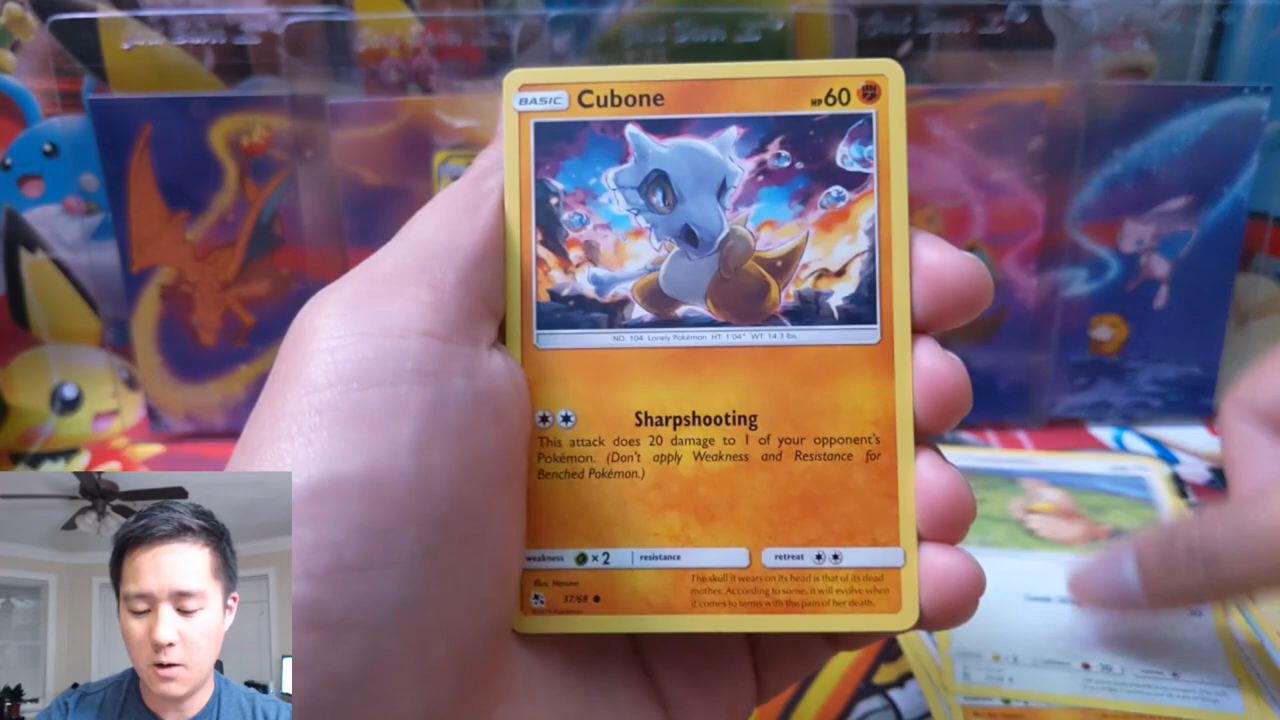 BASIC Cubone HP 60
NO. 104 Lonely Pokémon HT: 1'04" WT: 14.3 lbs.
Sharpshooting
This attack does 20 damage to 1 of your opponent's
Pokémon. (Don't apply Weakness and Resistance for
Benched Pokémon.)
weakness ×2 resistance retreat
The skull it wears on its head is that of its dead
mother. According to some, it will evolve when
it comes to terms with the pain of her death.
37/68